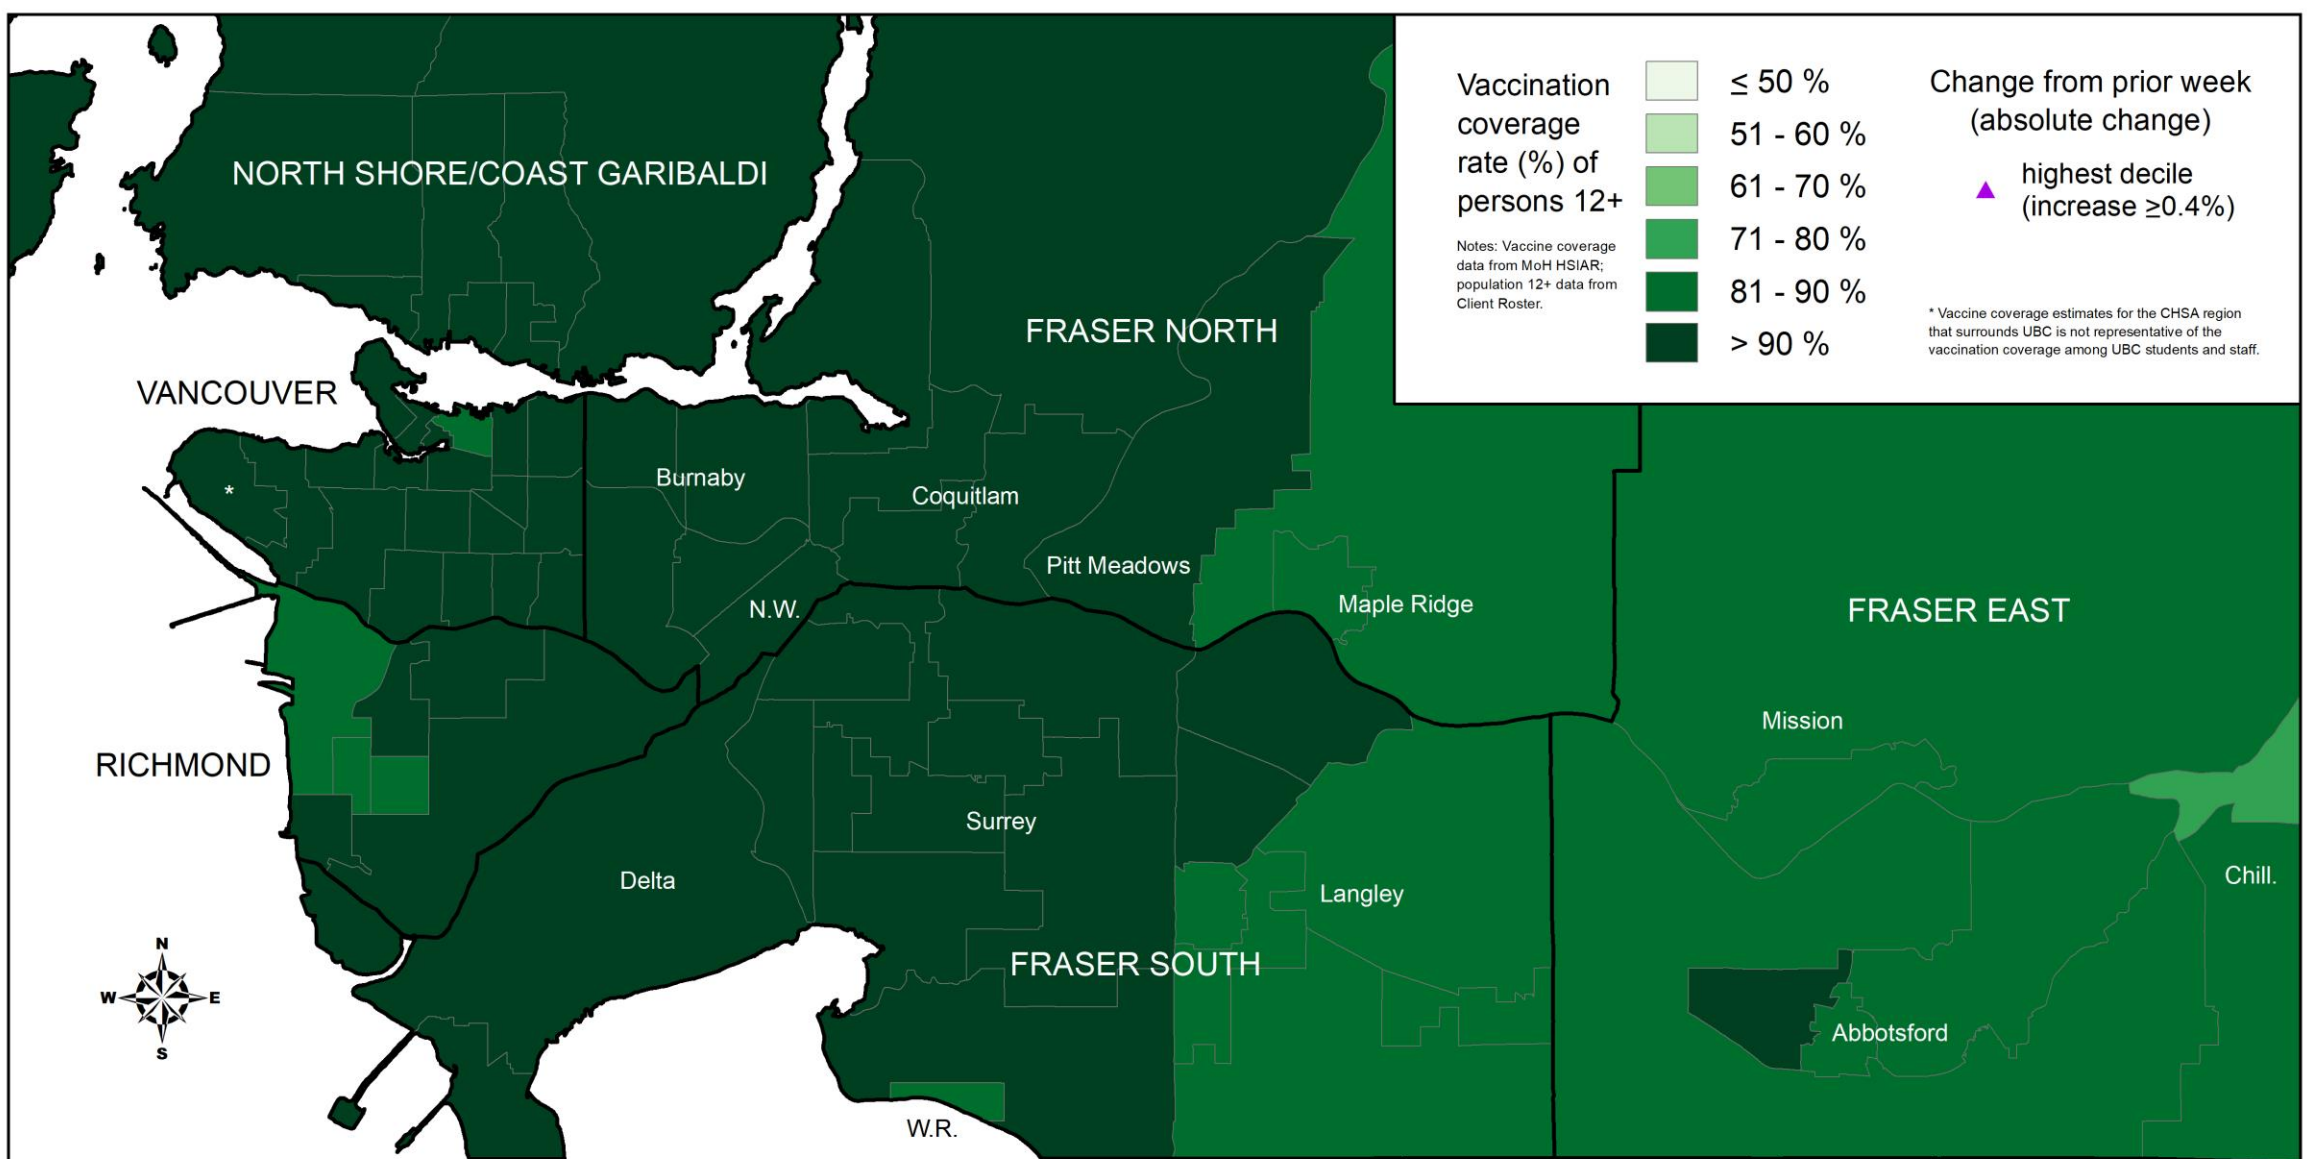 Vaccination
coverage
rate (%) of
persons 12+
Notes: Vaccine coverage
data from MoH HSIAR;
population 12+ data from
Client Roster.
≤ 50 %
51 - 60 %
61 - 70 %
71 - 80 %
81 - 90 %
> 90 %
Change from prior week
(absolute change)
highest decile
(increase ≥0.4%)
* Vaccine coverage estimates for the CHSA region
that surrounds UBC is not representative of the
vaccination coverage among UBC students and staff.
NORTH SHORE/COAST GARIBALDI
FRASER NORTH
VANCOUVER
Burnaby
*
Coquitlam
Pitt Meadows
N.W.
Maple Ridge
FRASER EAST
Mission
RICHMOND
Surrey
Delta
Langley
Chill.
FRASER SOUTH
Abbotsford
W.R.
N
W
E
S